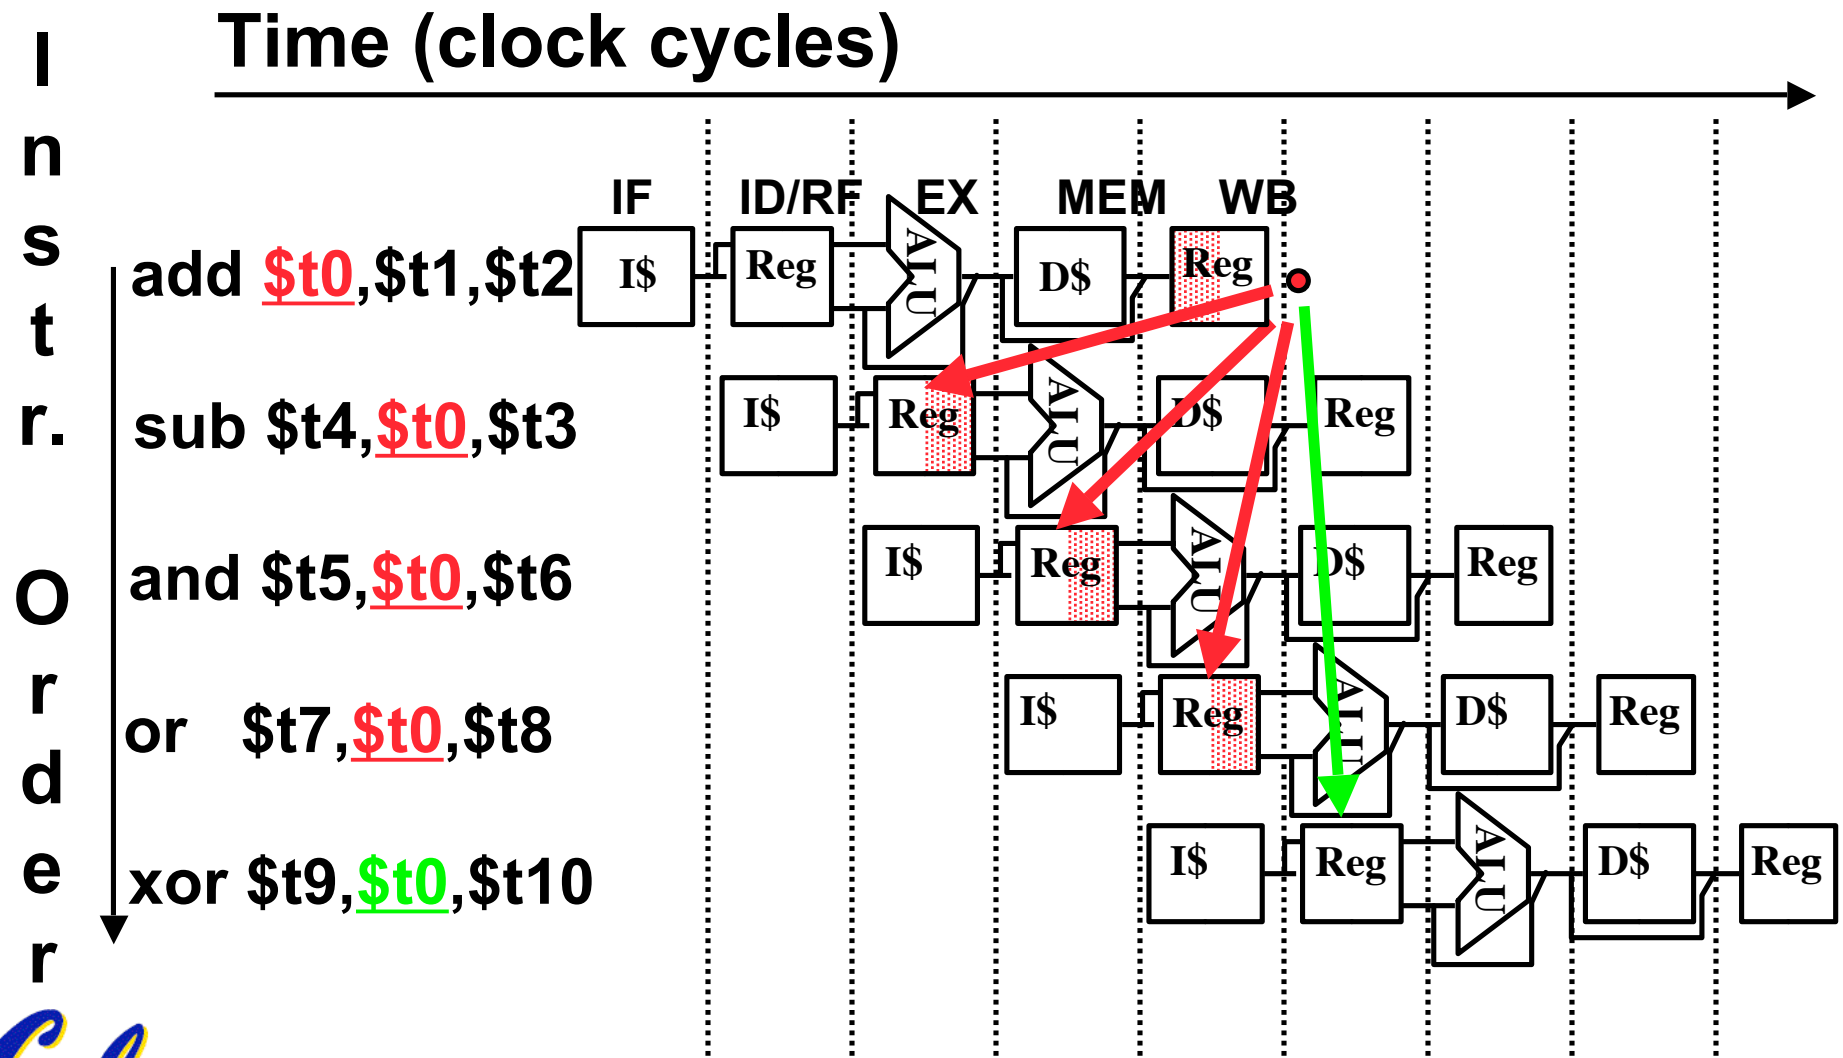 Time (clock cycles)
Instr. Order
IF ID/RF EX MEM WB
add $t0,$t1,$t2 I$ Reg ALU D$ Reg
sub $t4,$t0,$t3 I$ Reg ALU D$ Reg
and $t5,$t0,$t6 I$ Reg ALU D$ Reg
or $t7,$t0,$t8 I$ Reg ALU D$ Reg
xor $t9,$t0,$t10 I$ Reg ALU D$ Reg